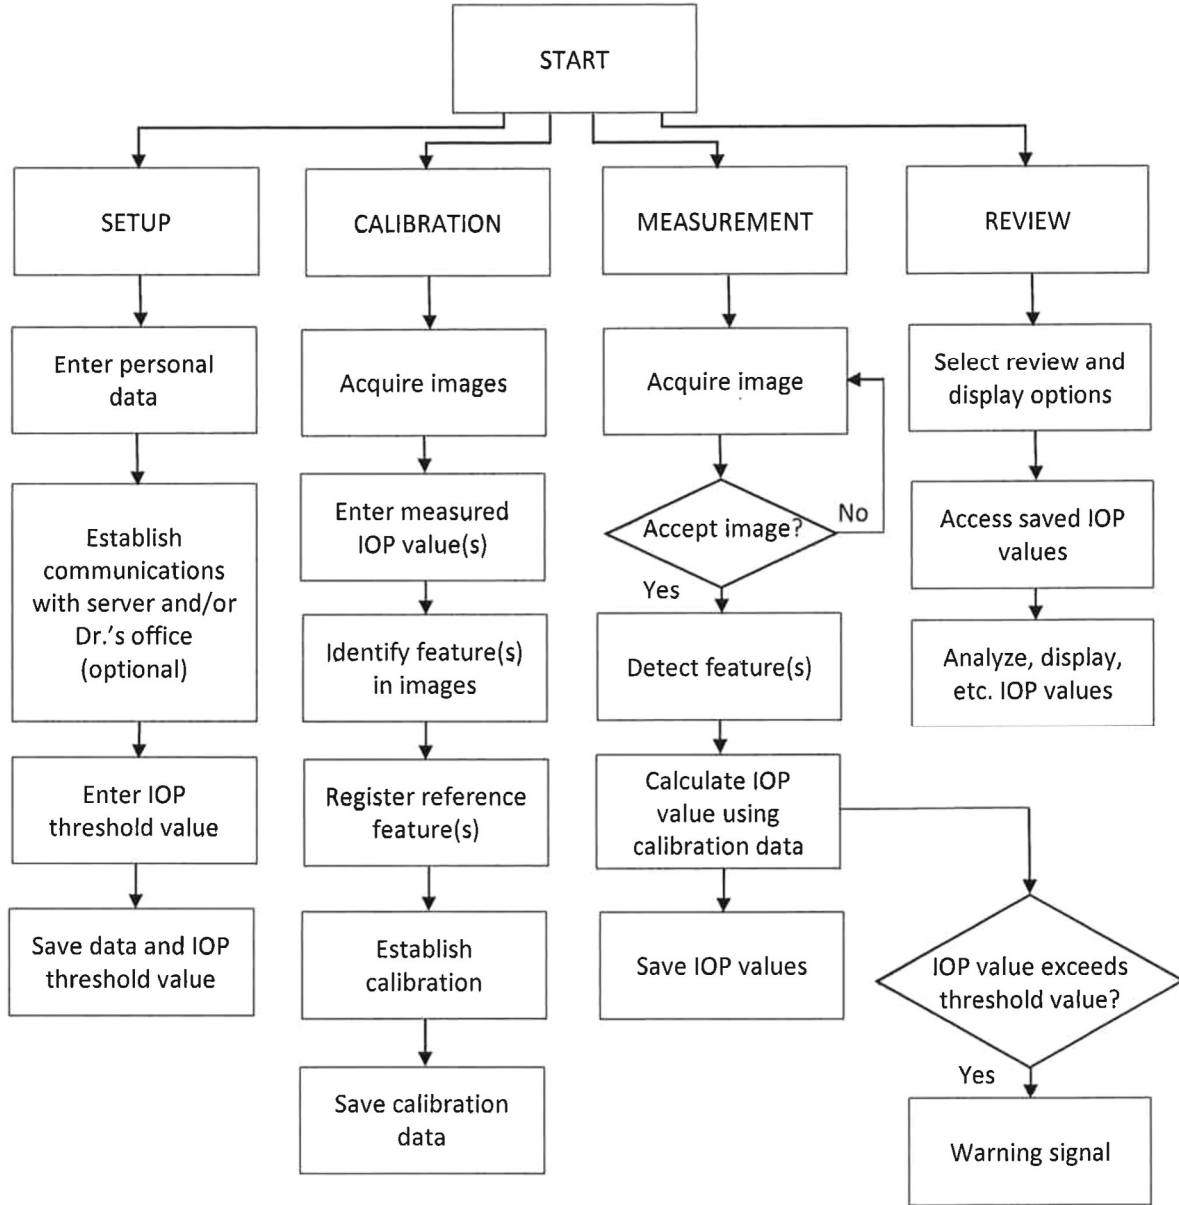 START
SETUP
CALIBRATION
MEASUREMENT
REVIEW
Enter personal
data
Establish
communications
with server and/or
Dr.'s office
(optional)
Enter IOP
threshold value
Save data and IOP
threshold value
Acquire images
Enter measured
IOP value(s)
Identify feature(s)
in images
Register reference
feature(s)
Establish
calibration
Save calibration
data
Acquire image
Accept image?
No
Yes
Detect feature(s)
Calculate IOP
value using
calibration data
Save IOP values
IOP value exceeds
threshold value?
Yes
Warning signal
Select review and
display options
Access saved IOP
values
Analyze, display,
etc. IOP values